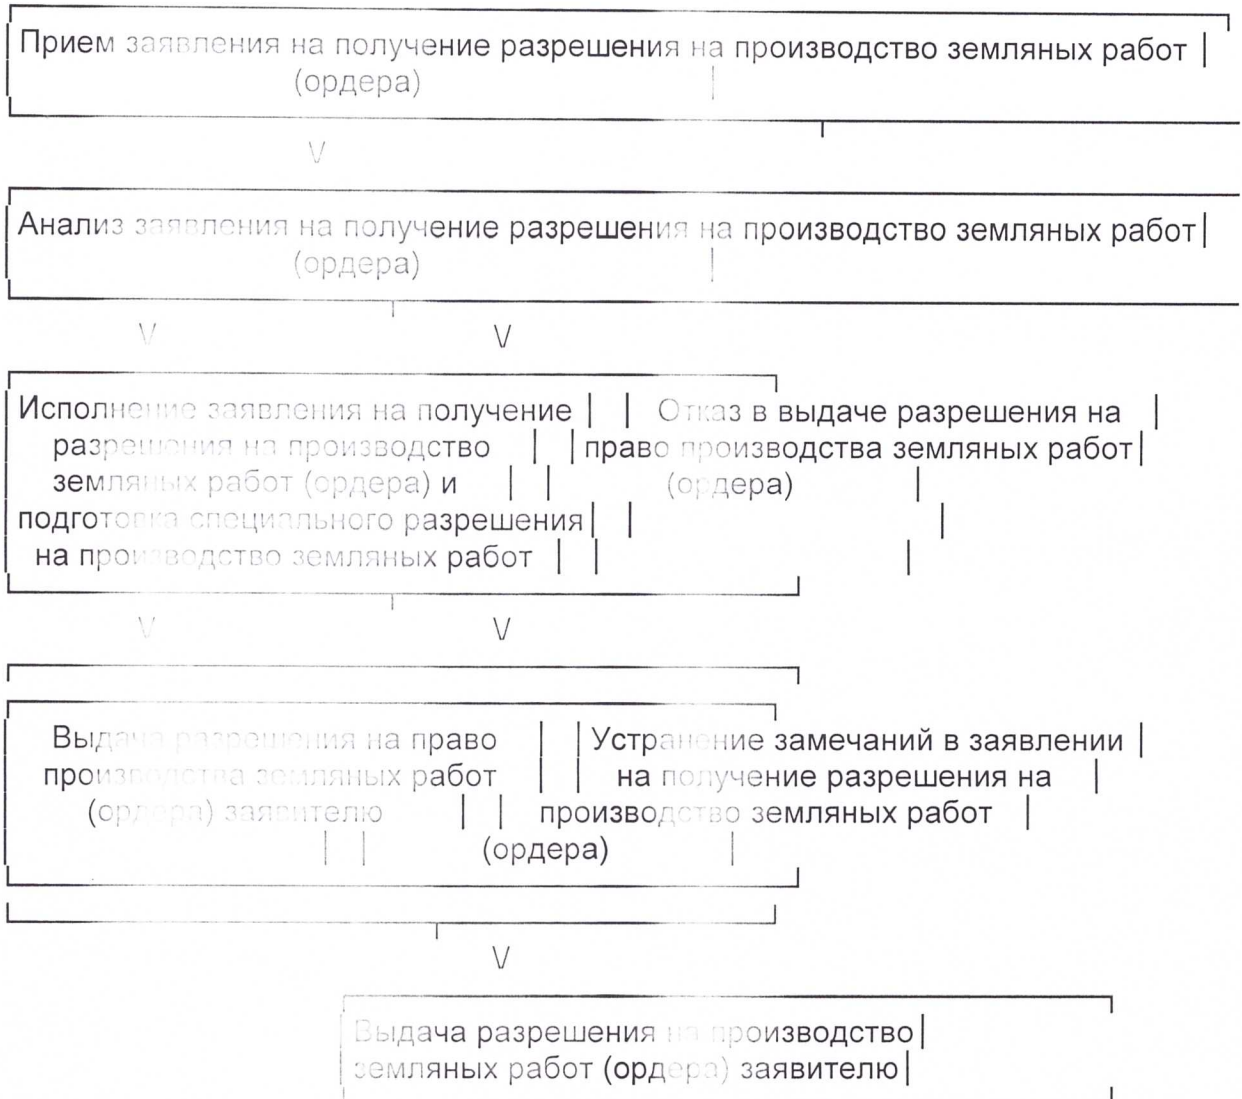 Прием заявления на получение разрешения на производство земляных работ
(ордера)
V
Анализ заявления на получение разрешения на производство земляных работ
(ордера)
V V
Исполнение заявления на получение
разрешения на производство
земляных работ (ордера) и
подготовка специального разрешения
на производство земляных работ
Отказ в выдаче разрешения на
право производства земляных работ
(ордера)
V V
Выдача разрешения на право
производства земляных работ
(ордера) заявителю
Устранение замечаний в заявлении
на получение разрешения на
производство земляных работ
(ордера)
V
Выдача разрешения на производство
земляных работ (ордера) заявителю